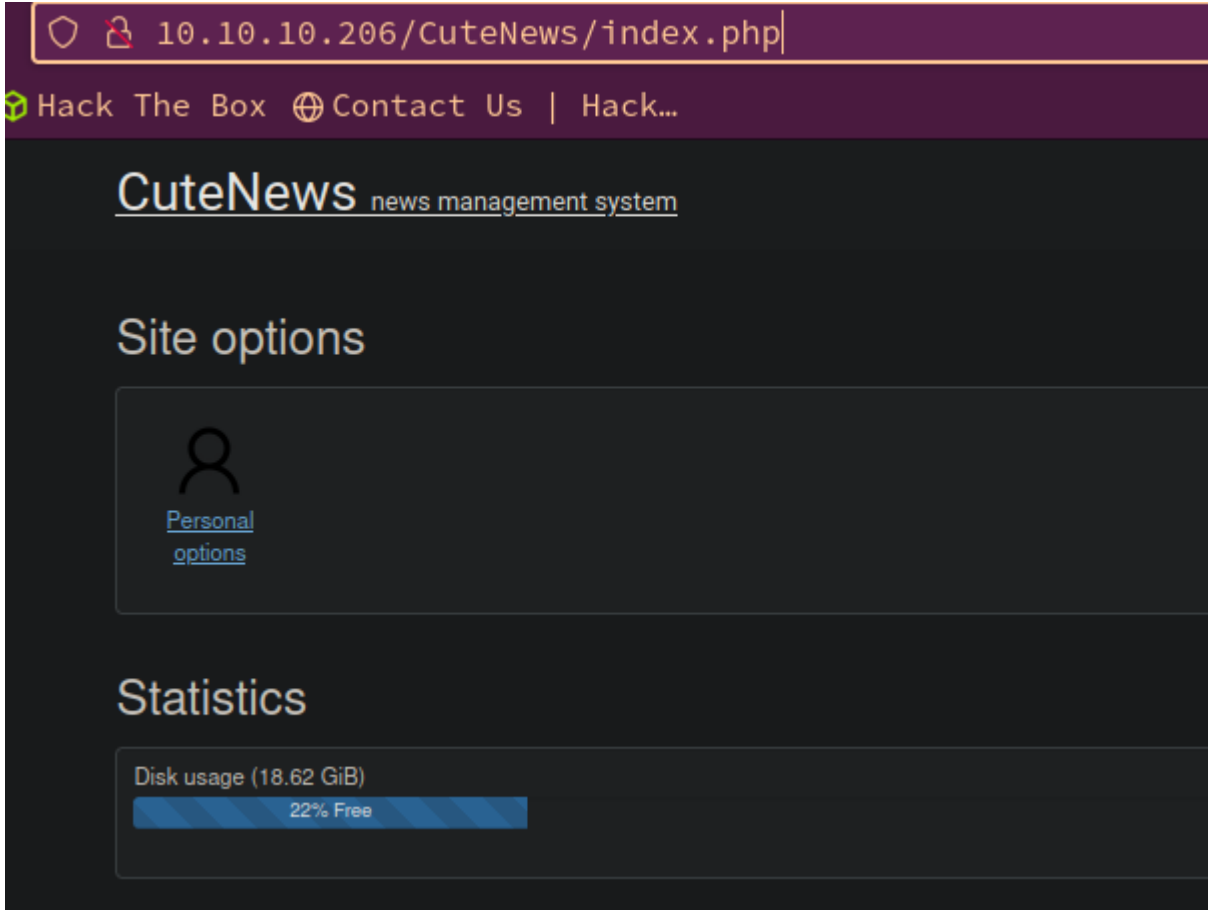 10.10.10.206/CuteNews/index.php
Hack The Box Contact Us | Hack…
CuteNews news management system
Site options
Personal
options
Statistics
Disk usage (18.62 GiB)
22% Free